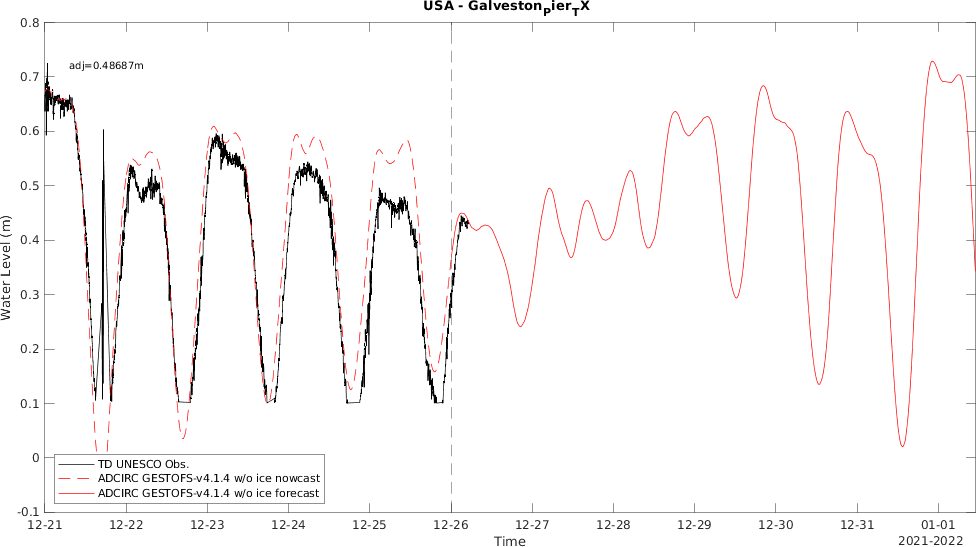 USA - GalvestonPierTX
0.8
0.7
0.6
0.5
0.4
0.3
0.2
0.1
0
-0.1
Water Level (m)
adj=0.48687m
TD UNESCO Obs.
ADCIRC GESTOFS-v4.1.4 w/o ice nowcast
ADCIRC GESTOFS-v4.1.4 w/o ice forecast
12-21 12-22 12-23 12-24 12-25 12-26 12-27 12-28 12-29 12-30 12-31 01-01
Time
2021-2022